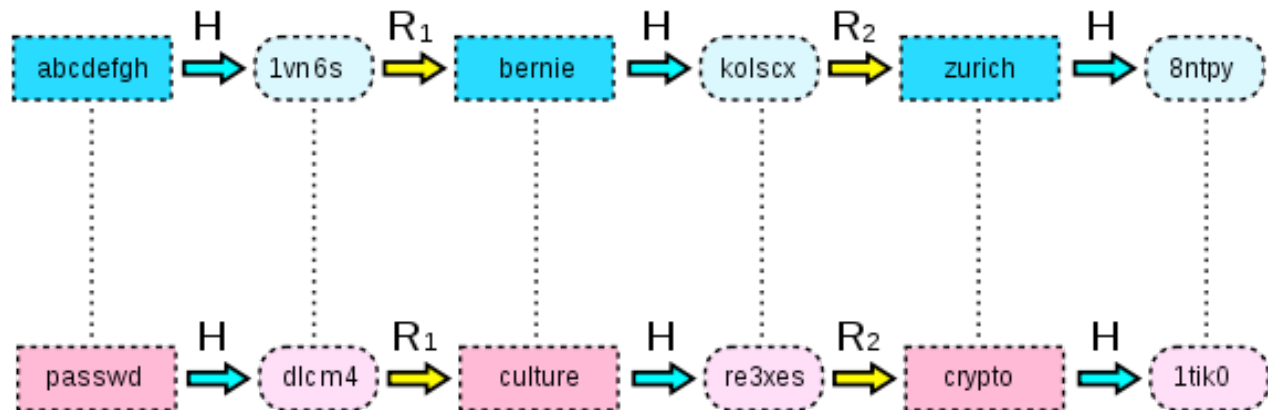 H R1 H R2 H
abcdefgh 1vn6s bernie kolscx zurich 8ntpy
H R1 H R2 H
passwd dlcm4 culture re3xes crypto 1tik0